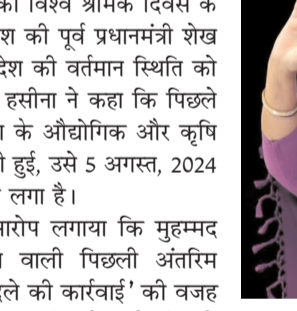 को विश्व श्रमिक दिवस के
श की पूर्व प्रधानमंत्री शेख
देश की वर्तमान स्थिति को
हसीना ने कहा कि पिछले
के औद्योगिक और कृषि
हुई, उसे 5 अगस्त, 2024
लगा है।
लगाया कि मुहम्मद
वाली पिछली अंतरिम
की कार्रवाई' की वजह